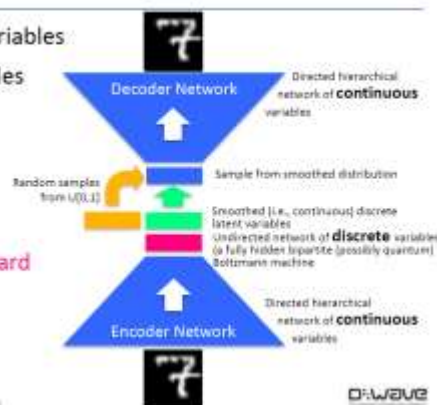 riables
les
Decoder Network
Directed hierarchical
network of continuous
variables
Sample from smoothed distribution
Random samples
from U[0,1]
Smoothed (i.e., continuous) discrete
latent variables
Undirected network of discrete variables
(a fully hidden bipartite (possibly quantum)
Boltzmann machine
ard
Directed hierarchical
network of continuous
variables
Encoder Network
D:wave